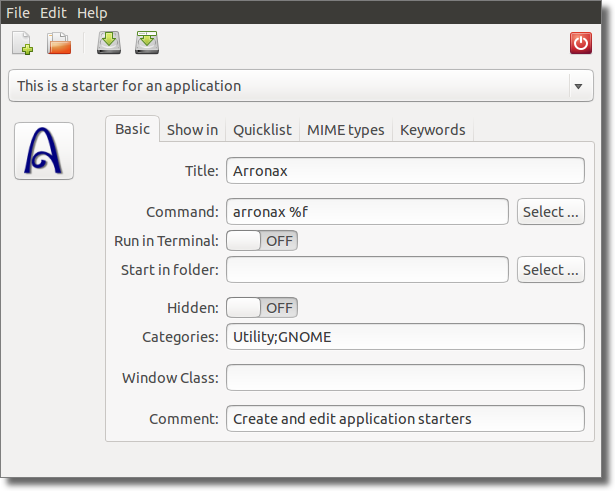 File Edit Help
This is a starter for an application
Basic Show in Quicklist MIME types Keywords
Title: Arronax
Command: arronax %f Select ...
Run in Terminal: OFF
Start in folder: Select ...
Hidden: OFF
Categories: Utility;GNOME
Window Class:
Comment: Create and edit application starters